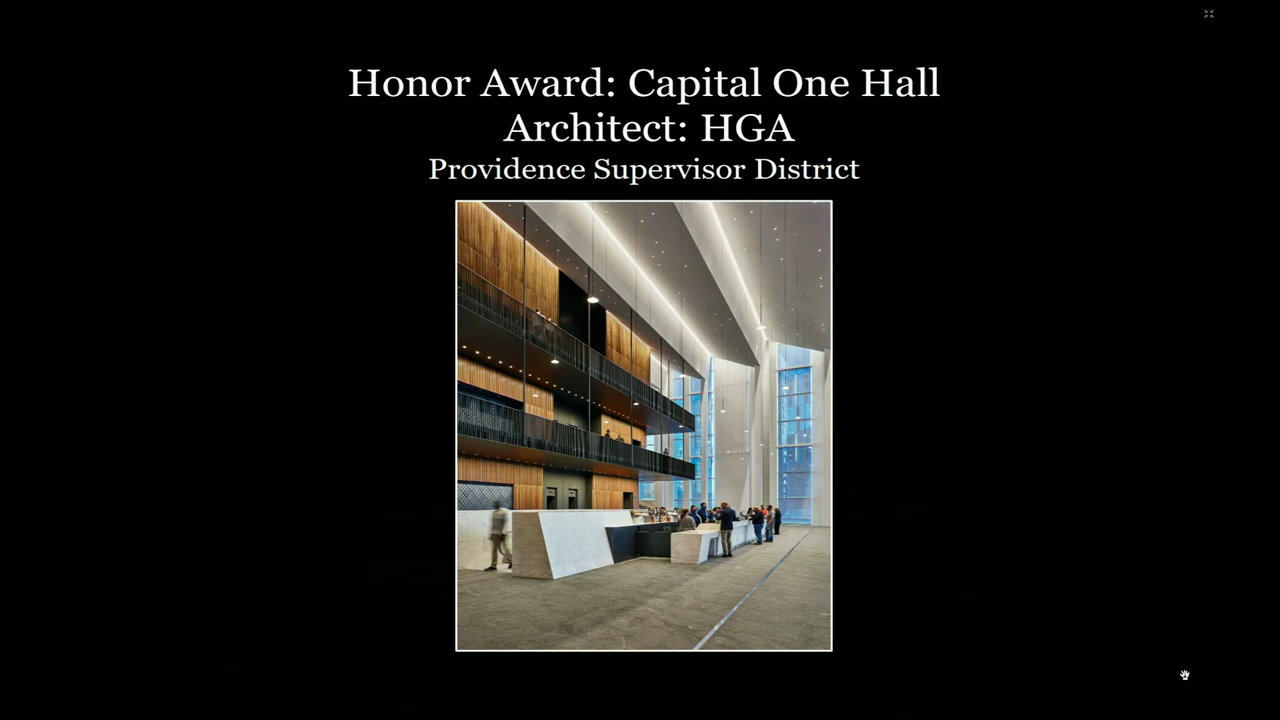 Honor Award: Capital One Hall
Architect: HGA
Providence Supervisor District